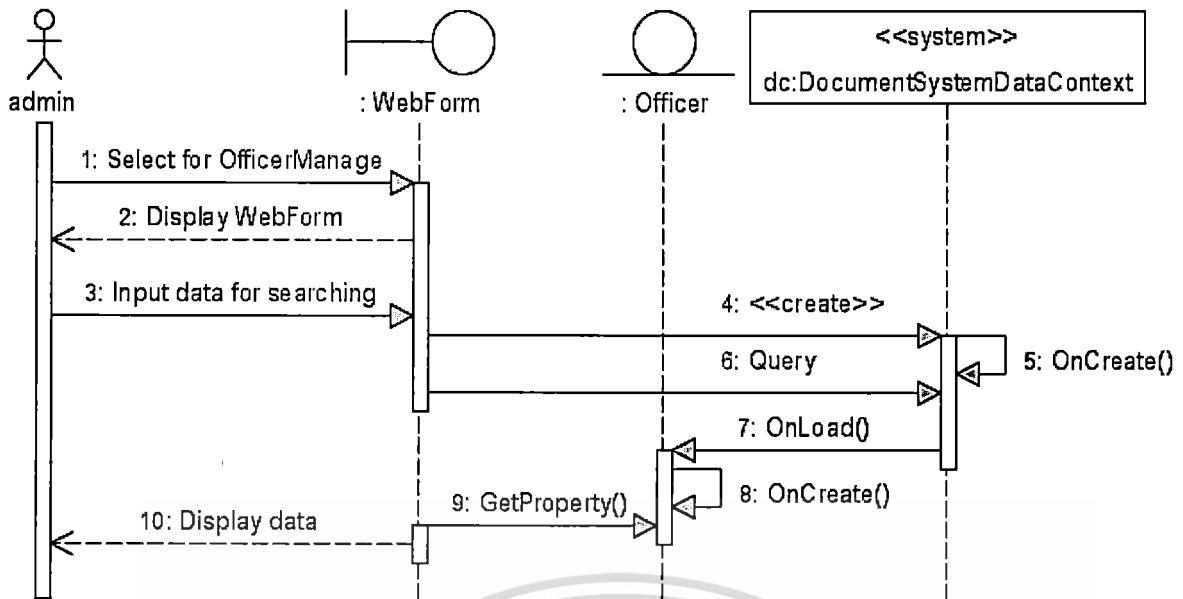 <<system>>
dc:DocumentSystemDataContext
admin
: WebForm
: Officer
1: Select for OfficerManage
2: Display WebForm
3: Input data for searching
4: <<create>>
5: OnCreate()
6: Query
7: OnLoad()
8: OnCreate()
9: GetProperty()
10: Display data